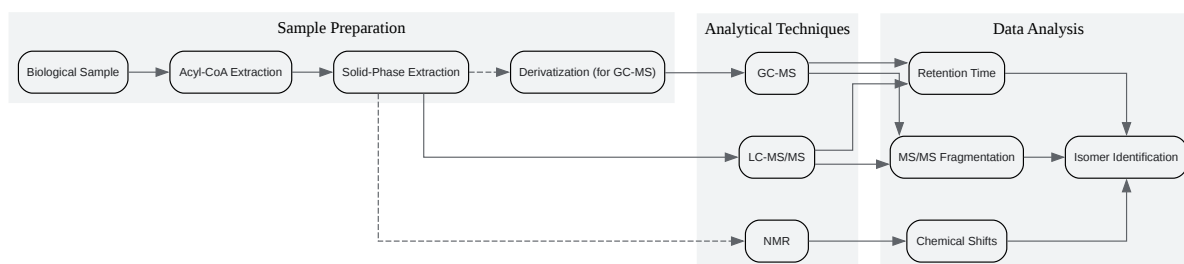 Sample Preparation
Analytical Techniques
Data Analysis
Biological Sample
Acyl-CoA Extraction
Solid-Phase Extraction
Derivatization (for GC-MS)
GC-MS
Retention Time
LC-MS/MS
MS/MS Fragmentation
Isomer Identification
NMR
Chemical Shifts